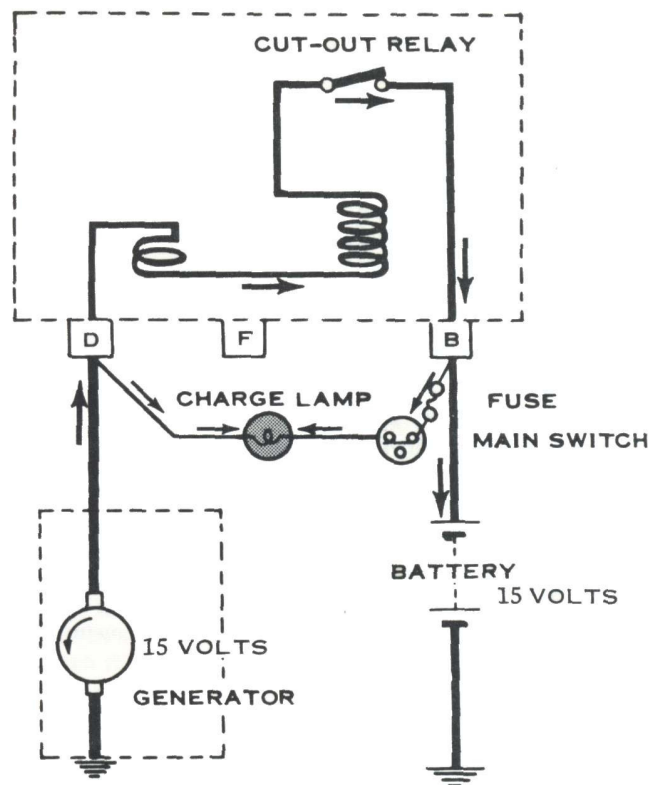 CUT-OUT RELAY
D
F
B
CHARGE LAMP
FUSE
MAIN SWITCH
BATTERY
15 VOLTS
15 VOLTS
GENERATOR